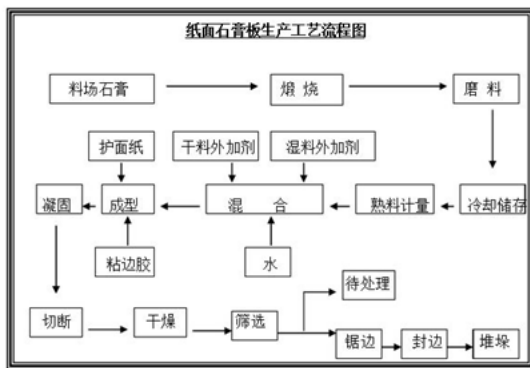 纸面石膏板生产工艺流程图
料场石膏 煅烧 磨料
护面纸 干料外加剂 湿料外加剂
凝固 成型 混合 熟料计量 冷却储存
粘边胶 水
待处理
切断 干燥 筛选
锯边 封边 堆垛